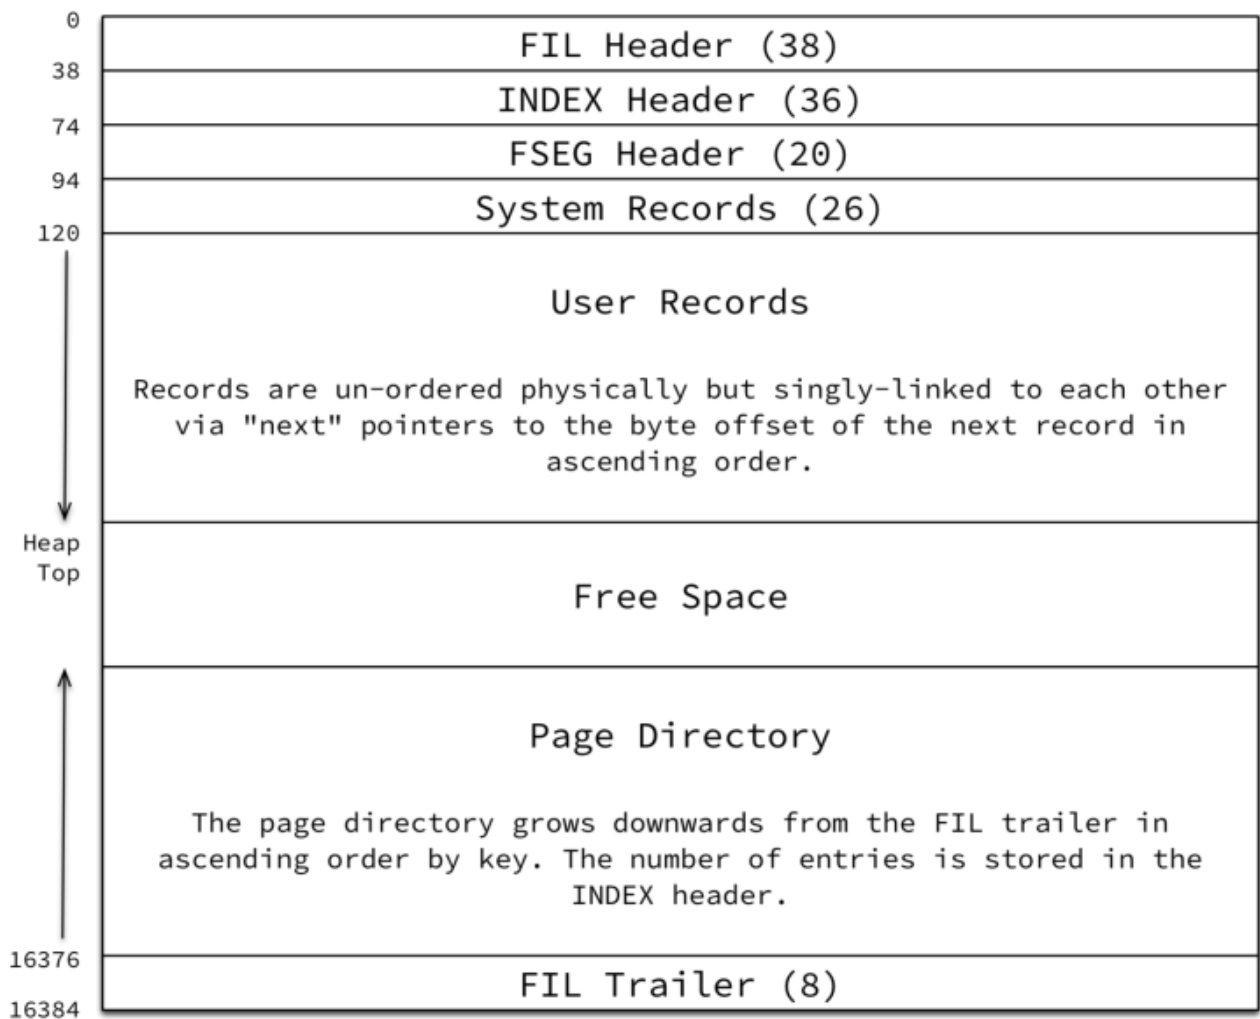 0
FIL Header (38)
38
INDEX Header (36)
74
FSEG Header (20)
94
System Records (26)
120
User Records
Records are un-ordered physically but singly-linked to each other
via "next" pointers to the byte offset of the next record in
ascending order.
Heap
Top
Free Space
Page Directory
The page directory grows downwards from the FIL trailer in
ascending order by key. The number of entries is stored in the
INDEX header.
16376
FIL Trailer (8)
16384